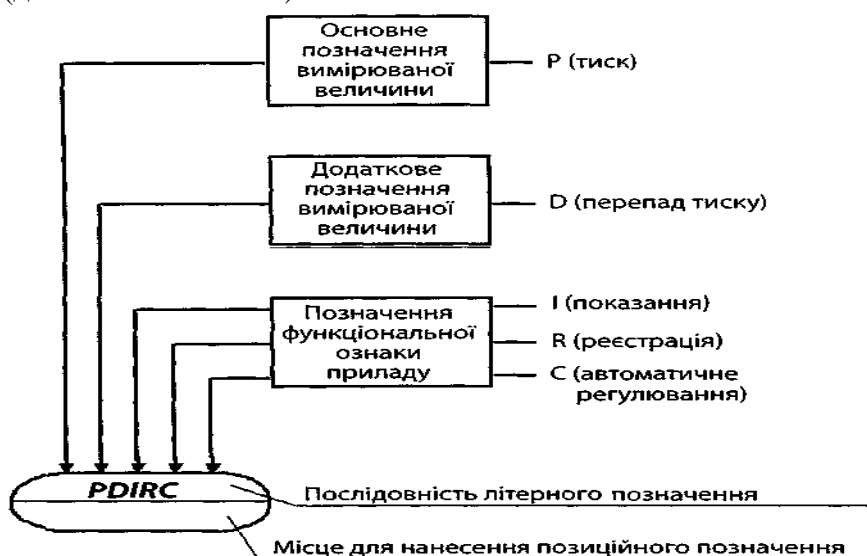 Основне
позначення
вимірюваної
величини
P (тиск)
Додаткове
позначення
вимірюваної
величини
D (перепад тиску)
Позначення
функціональної
ознаки
приладу
I (показання)
R (реєстрація)
C (автоматичне
регулювання)
PDIRC
Послідовність літерного позначення
Місце для нанесення позиційного позначення